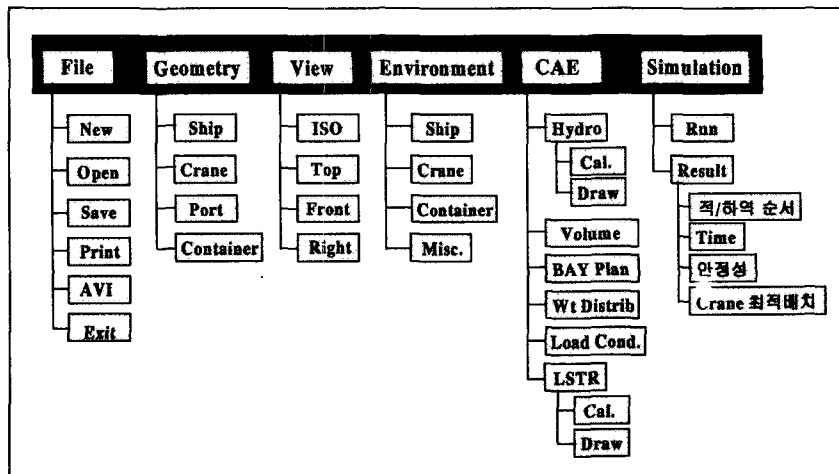 File
Geometry
View
Environment
CAE
Simulation
New
Open
Save
Print
AVI
Exit
Ship
Crane
Port
Container
ISO
Top
Front
Right
Ship
Crane
Container
Misc.
Hydro
Cal.
Draw
Volume
BAY Plan
Wt Distrib
Load Cond.
LSTR
Cal.
Draw
Run
Result
적/하역 순서
Time
안정성
Crane 최적배치